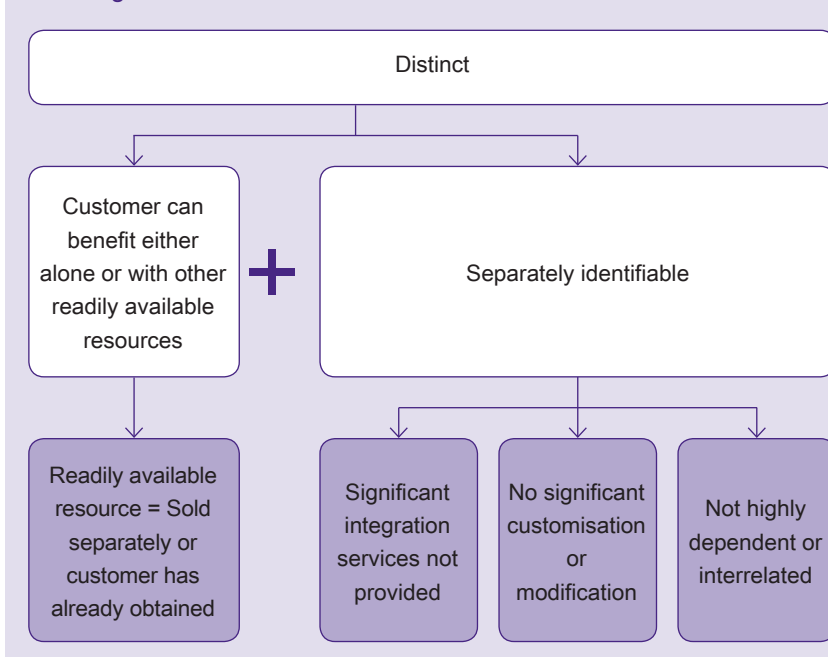 Distinct
Customer can
benefit either
alone or with other
readily available
resources
+
Separately identifiable
Readily available
resource = Sold
separately or
customer has
already obtained
Significant
integration
services not
provided
No significant
customisation
or
modification
Not highly
dependent or
interrelated